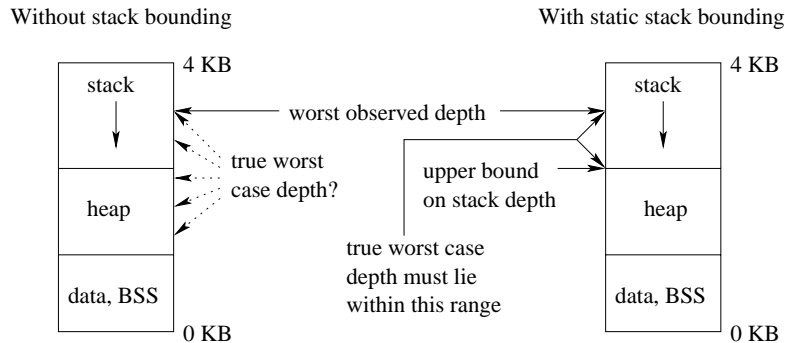 Without stack bounding
With static stack bounding
4 KB
stack
worst observed depth
true worst
case depth?
heap
data, BSS
0 KB
upper bound
on stack depth
true worst case
depth must lie
within this range
4 KB
stack
heap
data, BSS
0 KB